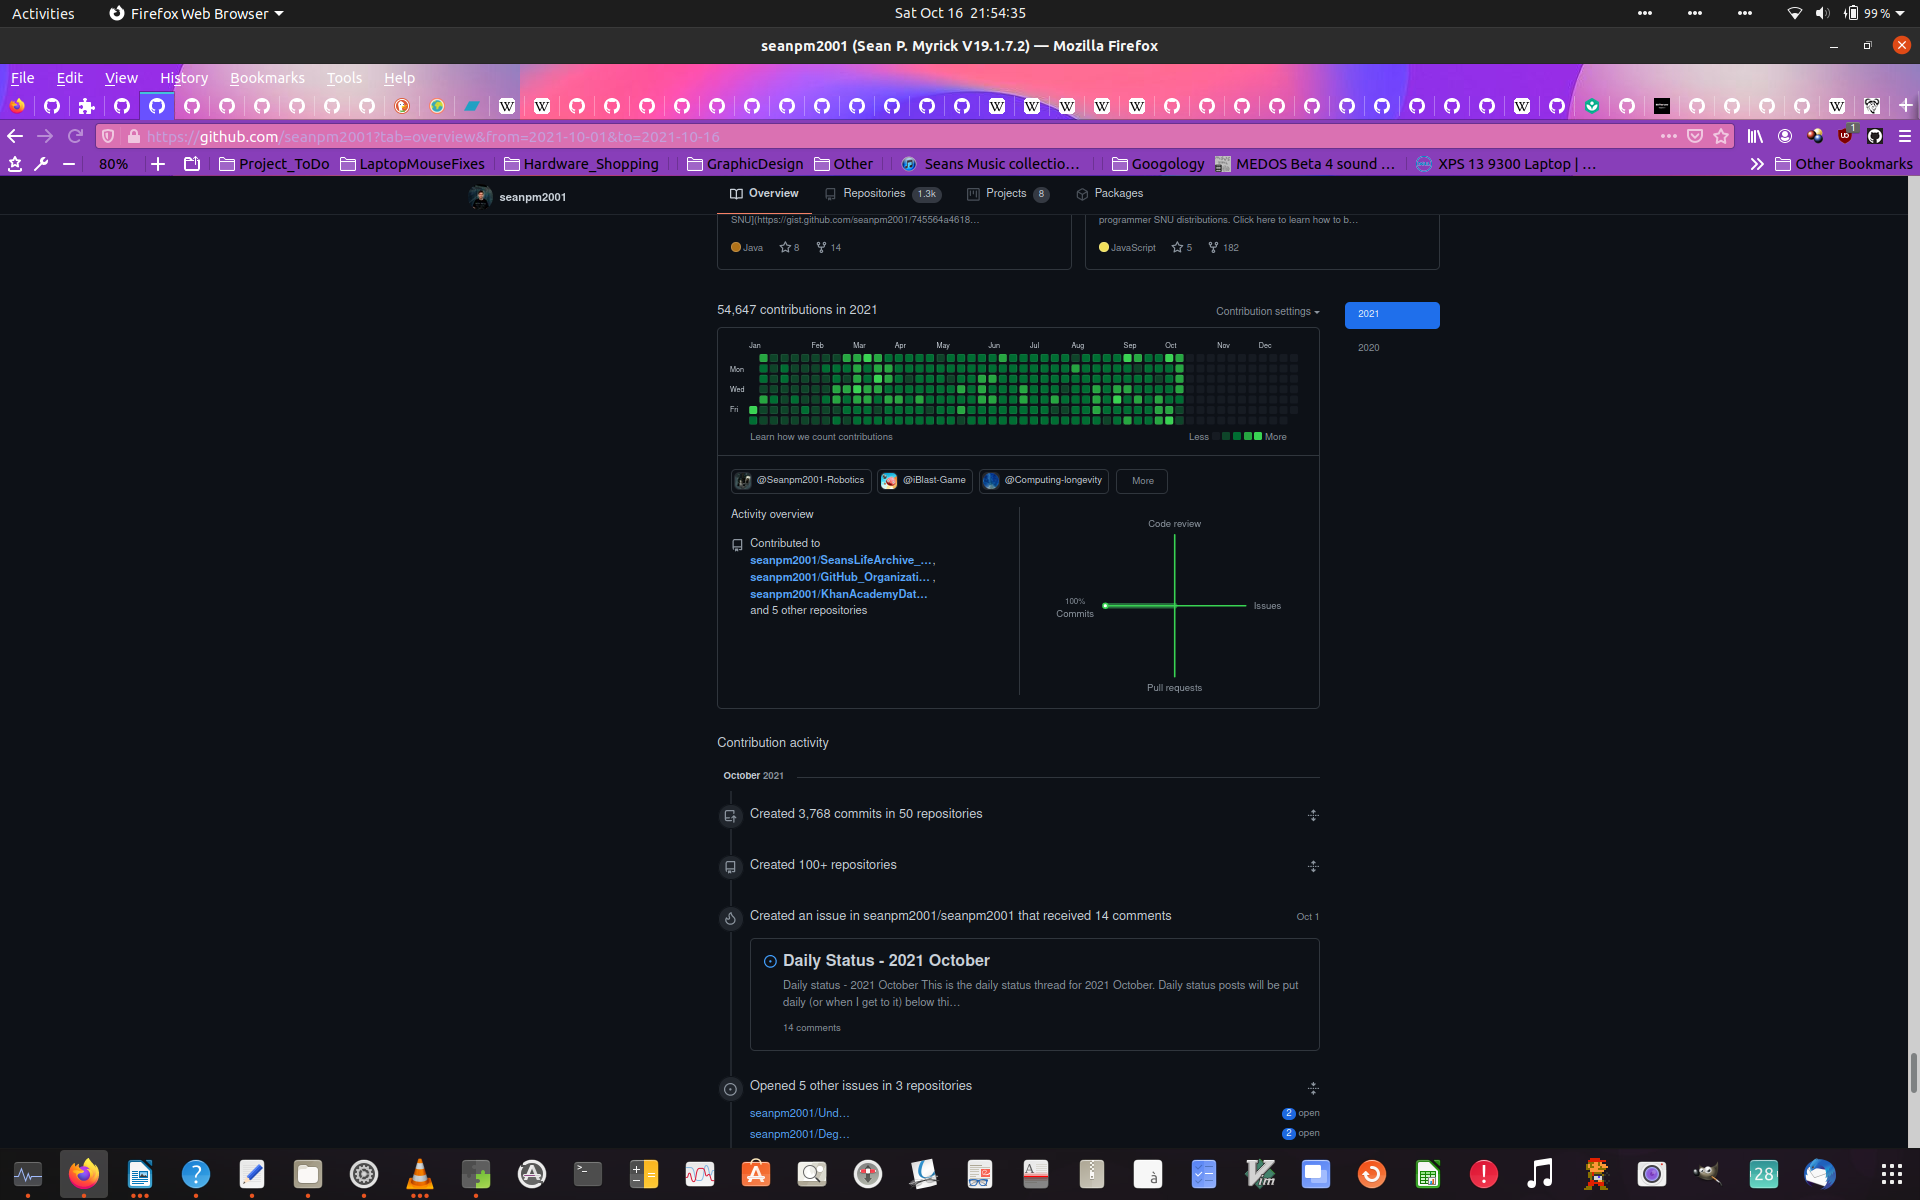 Activities
Firefox Web Browser
Sat Oct 16 21:54:35
99 %
seanpm2001 (Sean P. Myrick V19.1.7.2) — Mozilla Firefox
File Edit View History Bookmarks Tools Help
https://github.com/seanpm2001?tab=overview&from=2021-10-01&to=2021-10-16
1
80%
Project_ToDo
LaptopMouseFixes
Hardware_Shopping
GraphicDesign
Other
Seans Music collectio…
Googology
MEDOS Beta 4 sound …
XPS 13 9300 Laptop | …
Other Bookmarks
seanpm2001
Overview
Repositories 1.3k
Projects 8
Packages
SNU](https://gist.github.com/seanpm2001/745564a4618…
programmer SNU distributions. Click here to learn how to b…
Java 8 14
JavaScript 5 182
54,647 contributions in 2021
Contribution settings
2021
2020
Jan Feb Mar Apr May Jun Jul Aug Sep Oct Nov Dec
Mon
Wed
Fri
Learn how we count contributions
Less More
@Seanpm2001-Robotics
@iBlast-Game
@Computing-longevity
More
Activity overview
Contributed to
seanpm2001/SeansLifeArchive_…,
seanpm2001/GitHub_Organizati… ,
seanpm2001/KhanAcademyDat…
and 5 other repositories
Code review
100%
Commits
Issues
Pull requests
Contribution activity
October 2021
Created 3,768 commits in 50 repositories
Created 100+ repositories
Created an issue in seanpm2001/seanpm2001 that received 14 comments
Oct 1
Daily Status - 2021 October
Daily status - 2021 October This is the daily status thread for 2021 October. Daily status posts will be put
daily (or when I get to it) below thi…
14 comments
Opened 5 other issues in 3 repositories
seanpm2001/Und…
2 open
seanpm2001/Deg…
2 open
28